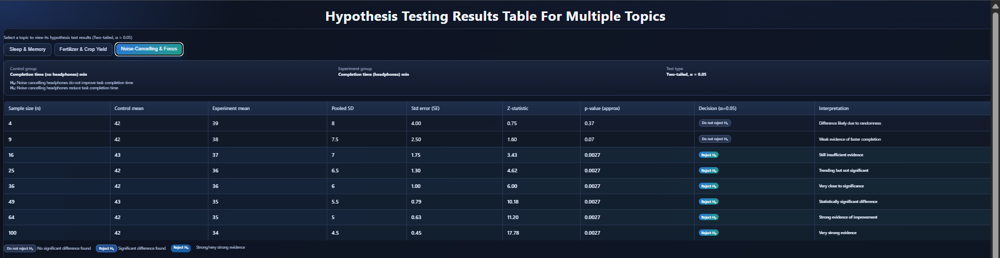 Hypothesis Testing Results Table For Multiple Topics
Select a topic to view its hypothesis test results (Two-tailed, α = 0.05)
Sleep & Memory Fertilizer & Crop Yield Noise-Cancelling & Focus
Control group Experiment group Test type
Completion time (no headphones) min Completion time (headphones) min Two-tailed, α = 0.05
H₀: Noise-cancelling headphones do not improve task completion time
H₁: Noise-cancelling headphones reduce task completion time
Sample size (n) Control mean Experiment mean Pooled SD Std error (SE) Z-statistic p-value (approx) Decision (α=0.05) Interpretation
4 42 39 8 4.00 0.75 0.37 Do not reject H₀ Difference likely due to randomness
9 42 38 7.5 2.50 1.60 0.07 Do not reject H₀ Weak evidence of faster completion
16 43 37 7 1.75 3.43 0.0027 Reject H₀ Still insufficient evidence
25 42 36 6.5 1.30 4.62 0.0027 Reject H₀ Trending but not significant
36 42 36 6 1.00 6.00 0.0027 Reject H₀ Very close to significance
49 43 35 5.5 0.79 10.18 0.0027 Reject H₀ Statistically significant difference
64 42 35 5 0.63 11.20 0.0027 Reject H₀ Strong evidence of improvement
100 42 34 4.5 0.45 17.78 0.0027 Reject H₀ Very strong evidence
Do not reject H₀ No significant difference found Reject H₀ Significant difference found Reject H₀ Strong/very strong evidence